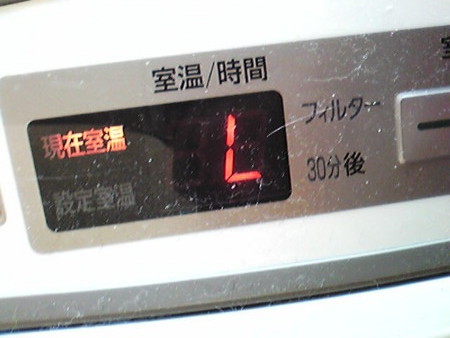 室温/時間
現在室温
L
設定室温
フィルター
30分後